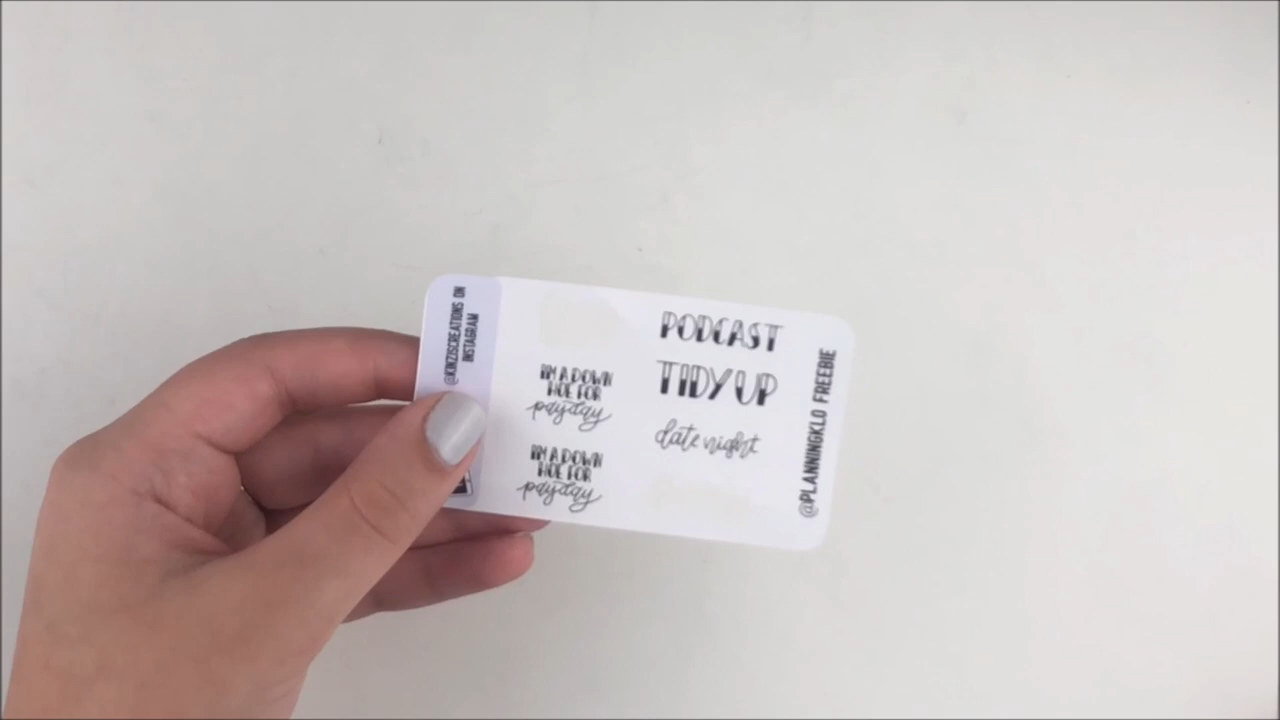 @KINZISCREATIONS ON
INSTAGRAM
I'M A DOWN
HOE FOR
payday
I'M A DOWN
HOE FOR
payday
PODCAST
TIDY UP
date night
@PLANNINGKLO FREEBIE